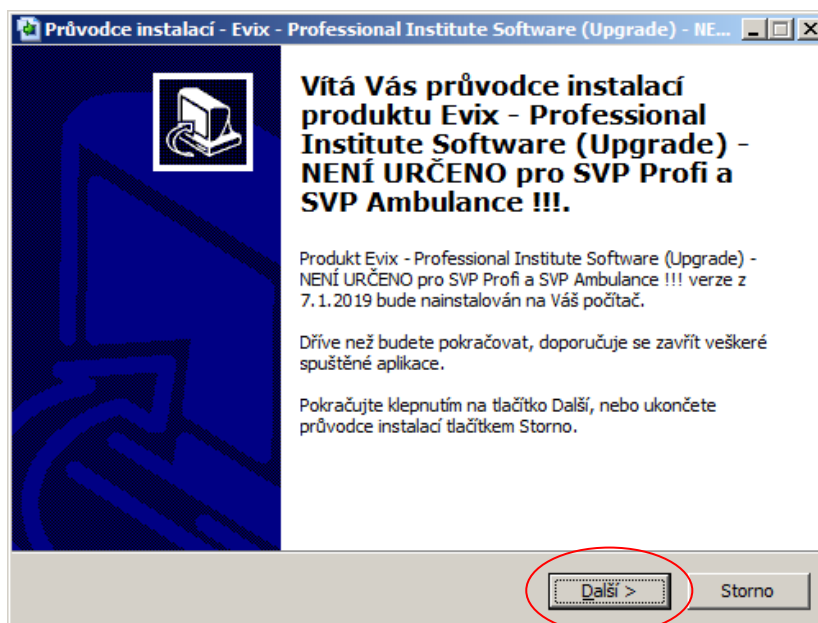 Průvodce instalací - Evix - Professional Institute Software (Upgrade) - NE...
Vítá Vás průvodce instalací
produktu Evix - Professional
Institute Software (Upgrade) -
NENÍ URČENO pro SVP Profi a
SVP Ambulance !!!.
Produkt Evix - Professional Institute Software (Upgrade) -
NENÍ URČENO pro SVP Profi a SVP Ambulance !!! verze z
7.1.2019 bude nainstalován na Váš počítač.
Dříve než budete pokračovat, doporučuje se zavřít veškeré
spuštěné aplikace.
Pokračujte klepnutím na tlačítko Další, nebo ukončete
průvodce instalací tlačítkem Storno.
Další >
Storno